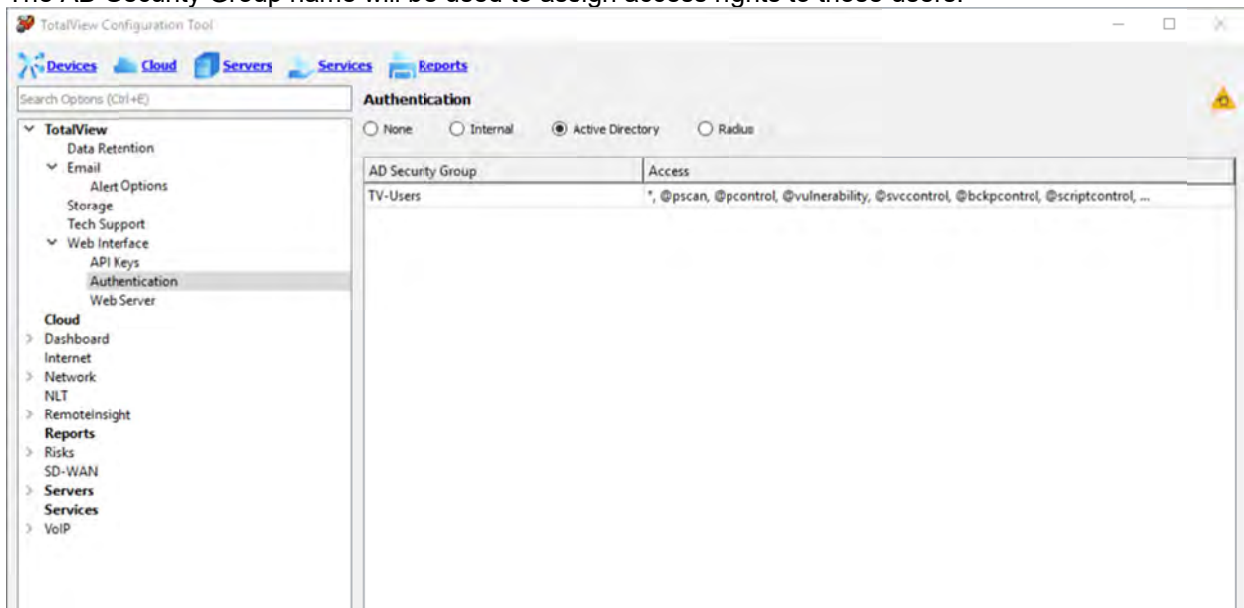 The AD Security Group name will be used to assign access rights to these users.
TotalView Configuration Tool
Devices Cloud Servers Services Reports
Search Options (Ctrl+E)
Authentication
None Internal Active Directory Radius
AD Securty Group Access
TV-Users *, @pscan, @pcontrol, @vulnerability, @svccontrol, @bckpcontrol, @scriptcontrol, ...
TotalView
Data Retention
Email
Alert Options
Storage
Tech Support
Web Interface
API Keys
Authentication
Web Server
Cloud
Dashboard
Internet
Network
NLT
RemoteInsight
Reports
Risks
SD-WAN
Servers
Services
VoIP